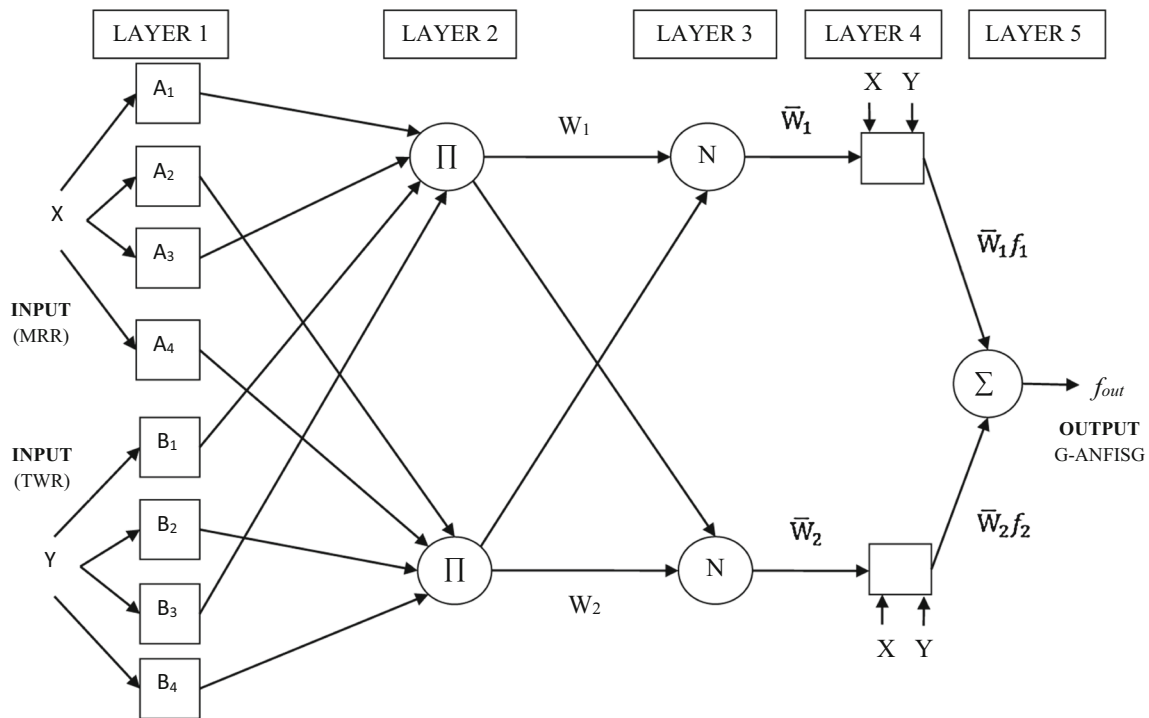 LAYER 1
LAYER 2
LAYER 3
LAYER 4
LAYER 5
A₁
A₂
X
A₃
INPUT
(MRR)
A₄
B₁
INPUT
(TWR)
B₂
Y
B₃
B₄
∏
∏
W₁
W₂
N
N
W̅₁
W̅₂
X Y
X Y
W̅₁f₁
W̅₂f₂
∑
fₒᵤₜ
OUTPUT
G-ANFISG